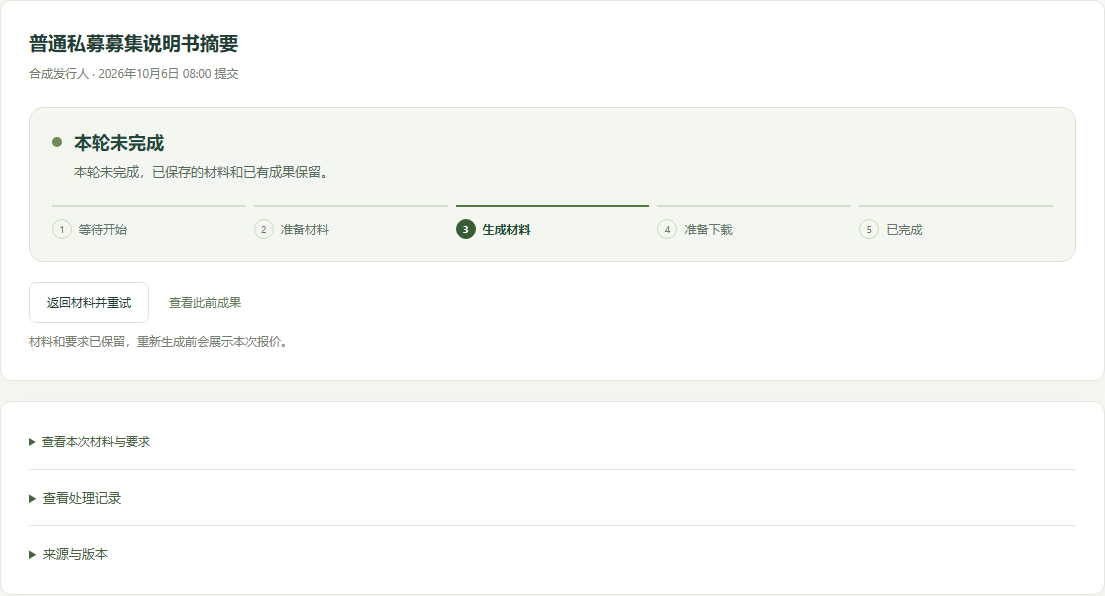 普通私募募集说明书摘要
合成发行人 · 2026年10月6日 08:00 提交
本轮未完成
本轮未完成，已保存的材料和已有成果保留。
1 等待开始
2 准备材料
3 生成材料
4 准备下载
5 已完成
返回材料并重试
查看此前成果
材料和要求已保留，重新生成前会展示本次报价。
查看本次材料与要求
查看处理记录
来源与版本